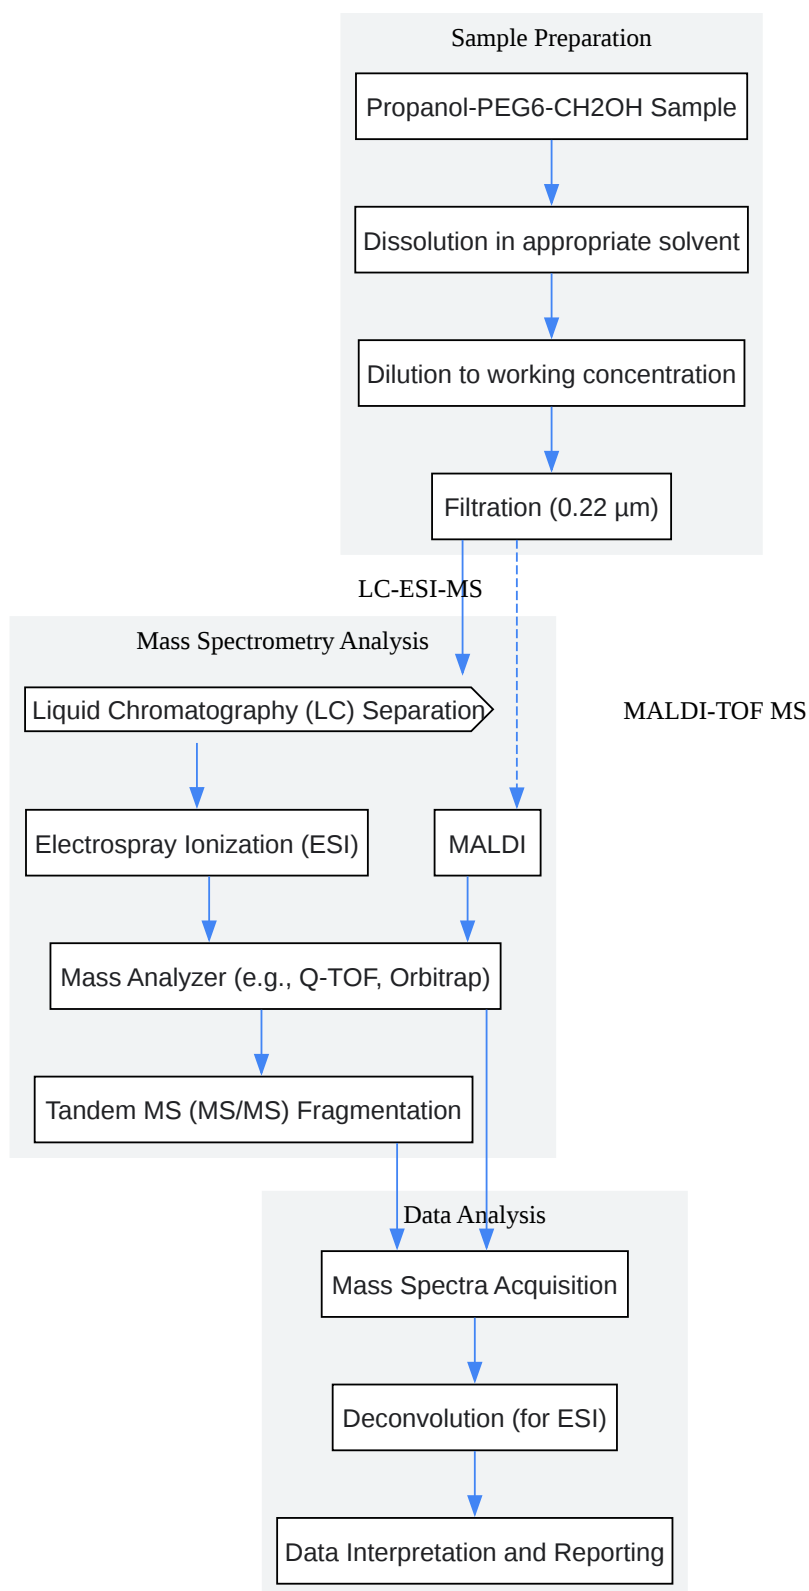 Sample Preparation
Propanol-PEG6-CH2OH Sample
Dissolution in appropriate solvent
Dilution to working concentration
Filtration (0.22 µm)
LC-ESI-MS
Mass Spectrometry Analysis
Liquid Chromatography (LC) Separation
MALDI-TOF MS
Electrospray Ionization (ESI)
MALDI
Mass Analyzer (e.g., Q-TOF, Orbitrap)
Tandem MS (MS/MS) Fragmentation
Data Analysis
Mass Spectra Acquisition
Deconvolution (for ESI)
Data Interpretation and Reporting